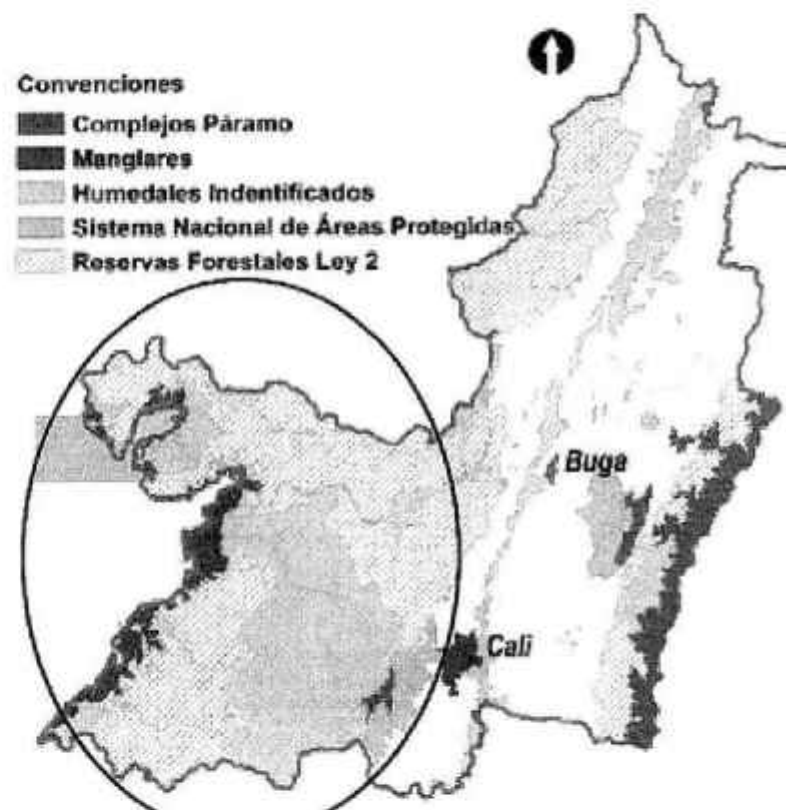 Convenciones
Complejos Páramo
Manglares
Humedales Indentificados
Sistema Nacional de Áreas Protegidas
Reservas Forestales Ley 2
Buga
Cali